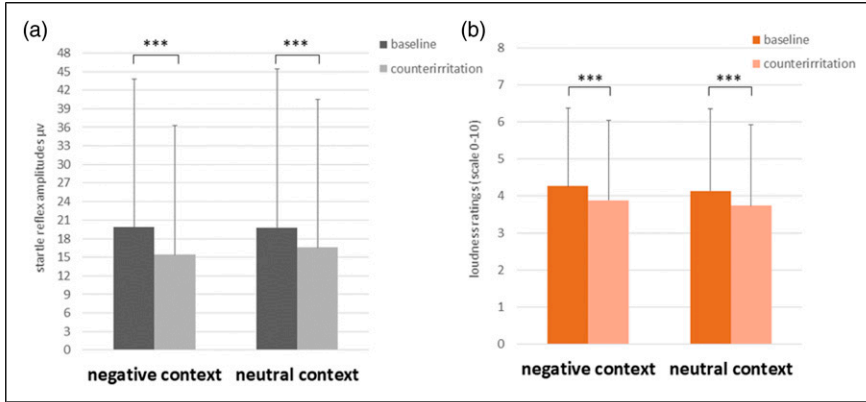 (a)
startle reflex amplitudes μv
48
45
42
39
36
33
30
27
24
21
18
15
12
9
6
3
0
***
***
baseline
counterirritation
negative context
neutral context
(b)
loudness ratings (scale 0-10)
8
7
6
5
4
3
2
1
0
***
***
baseline
counterirritation
negative context
neutral context